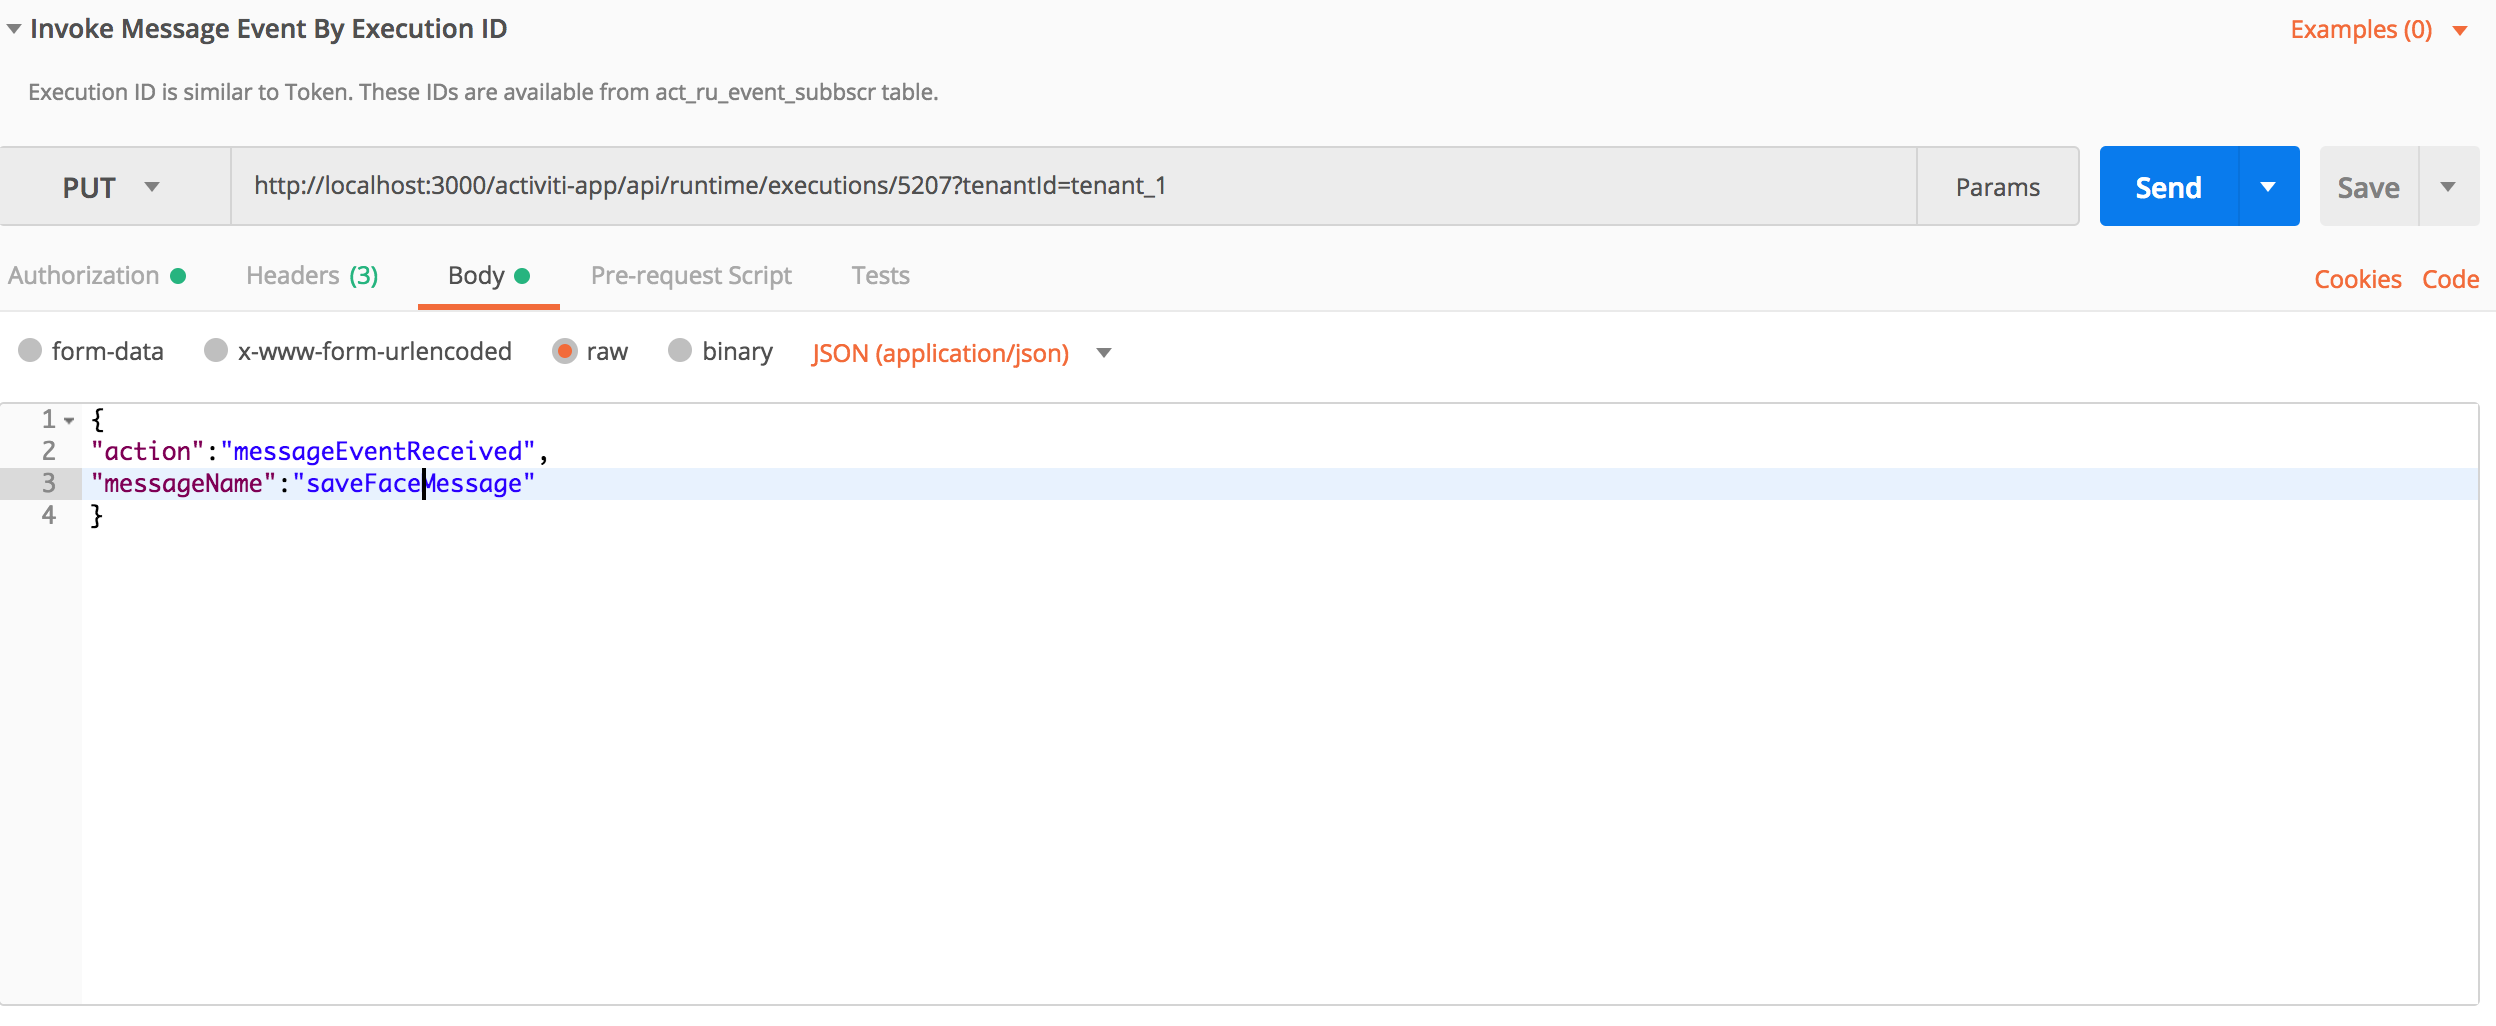 Invoke Message Event By Execution ID
Examples (0)
Execution ID is similar to Token. These IDs are available from act_ru_event_subbscr table.
PUT http://localhost:3000/activiti-app/api/runtime/executions/5207?tenantId=tenant_1 Params Send Save
Authorization Headers (3) Body Pre-request Script Tests Cookies Code
form-data x-www-form-urlencoded raw binary JSON (application/json)
1 {
2 "action":"messageEventReceived",
3 "messageName":"saveFaceMessage"
4 }